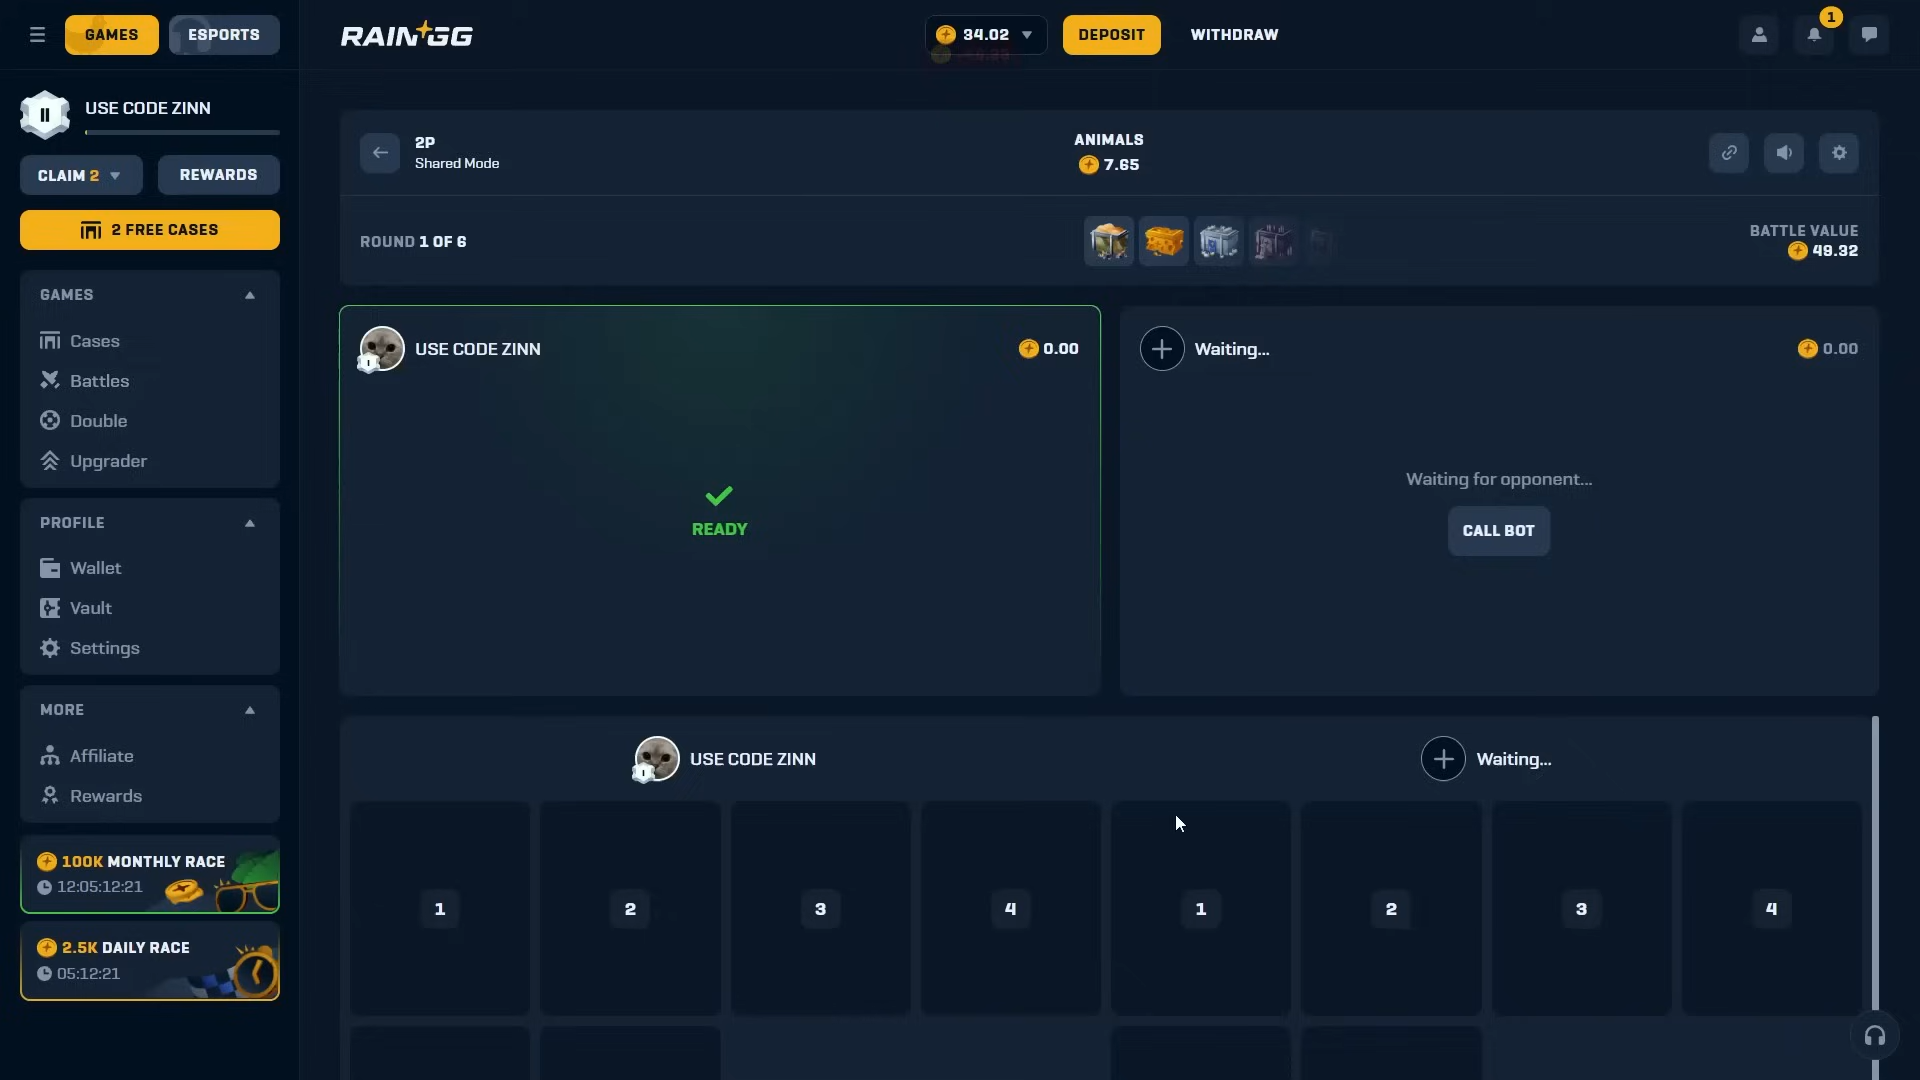 GAMES
ESPORTS
RAIN GG
34.02
DEPOSIT
WITHDRAW
1
II
USE CODE ZINN
CLAIM 2
REWARDS
2 FREE CASES
GAMES
Cases
Battles
Double
Upgrader
PROFILE
Wallet
Vault
Settings
MORE
Affiliate
Rewards
100K MONTHLY RACE
12:05:12:21
2.5K DAILY RACE
05:12:21
2P
Shared Mode
ANIMALS
7.65
ROUND 1 OF 6
BATTLE VALUE
49.32
USE CODE ZINN
0.00
READY
Waiting...
0.00
Waiting for opponent...
CALL BOT
USE CODE ZINN
Waiting...
1
2
3
4
1
2
3
4